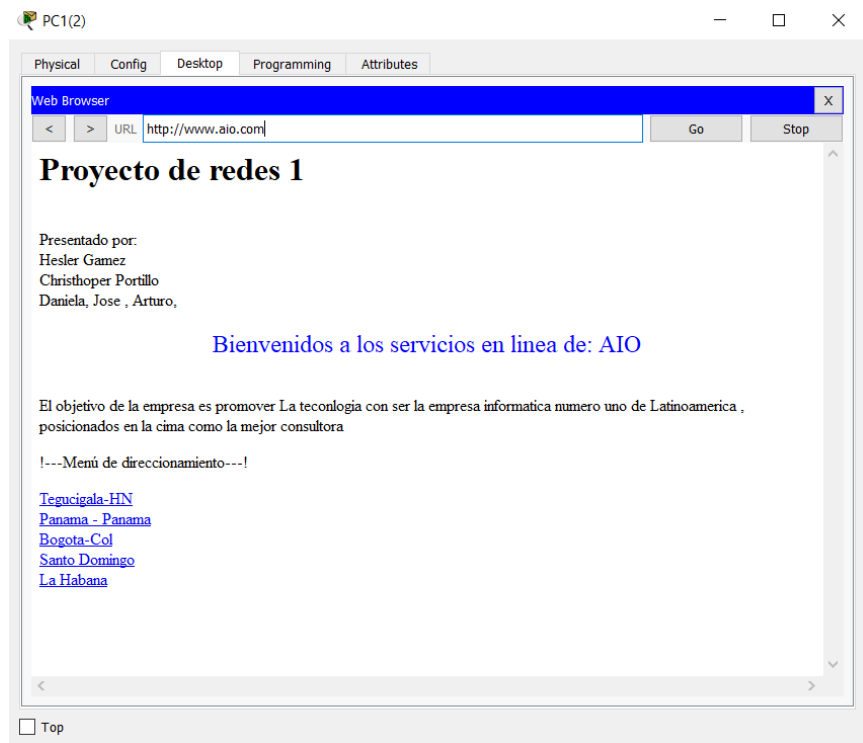 PC1(2)
Physical Config Desktop Programming Attributes
Web Browser X
< > URL http://www.aio.com Go Stop
Proyecto de redes 1
Presentado por:
Hesler Gamez
Christhoper Portillo
Daniela, Jose , Arturo,
Bienvenidos a los servicios en linea de: AIO
El objetivo de la empresa es promover La teconlogia con ser la empresa informatica numero uno de Latinoamerica ,
posicionados en la cima como la mejor consultora
!---Menú de direccionamiento---!
Tegucigala-HN
Panama - Panama
Bogota-Col
Santo Domingo
La Habana
Top